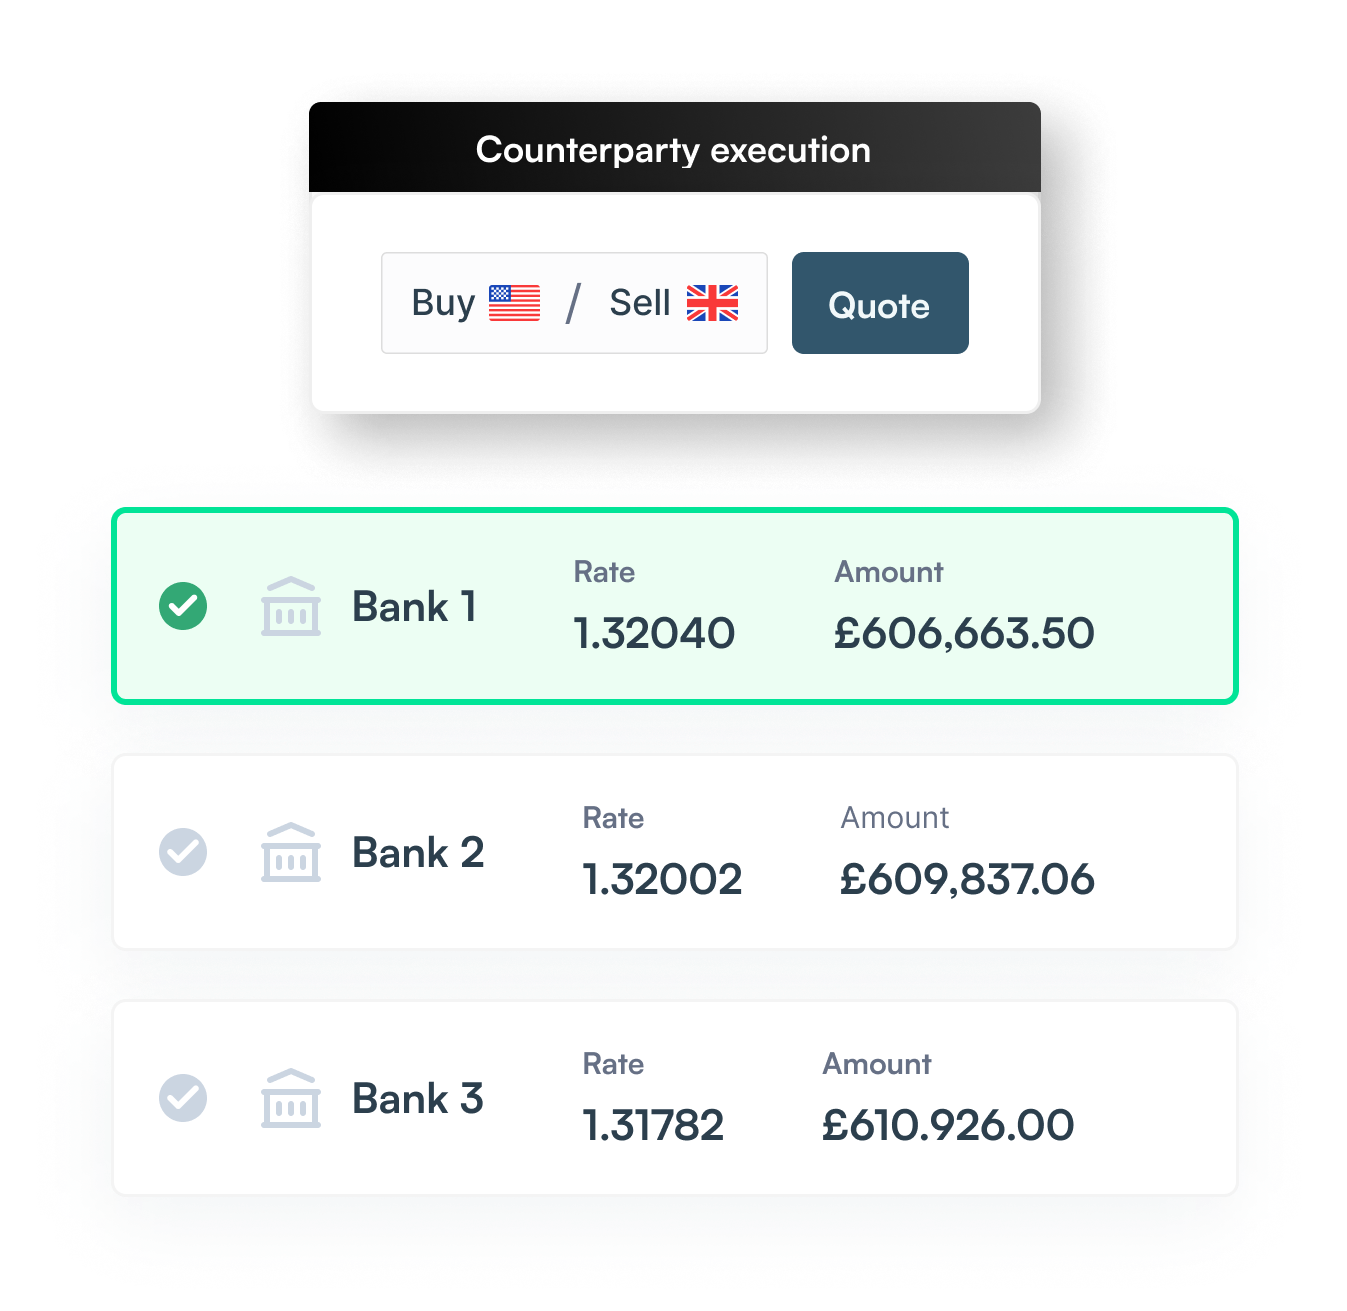 Counterparty execution
Buy / Sell
Quote
Bank 1
Rate
1.32040
Amount
£606,663.50
Bank 2
Rate
1.32002
Amount
£609,837.06
Bank 3
Rate
1.31782
Amount
£610.926.00